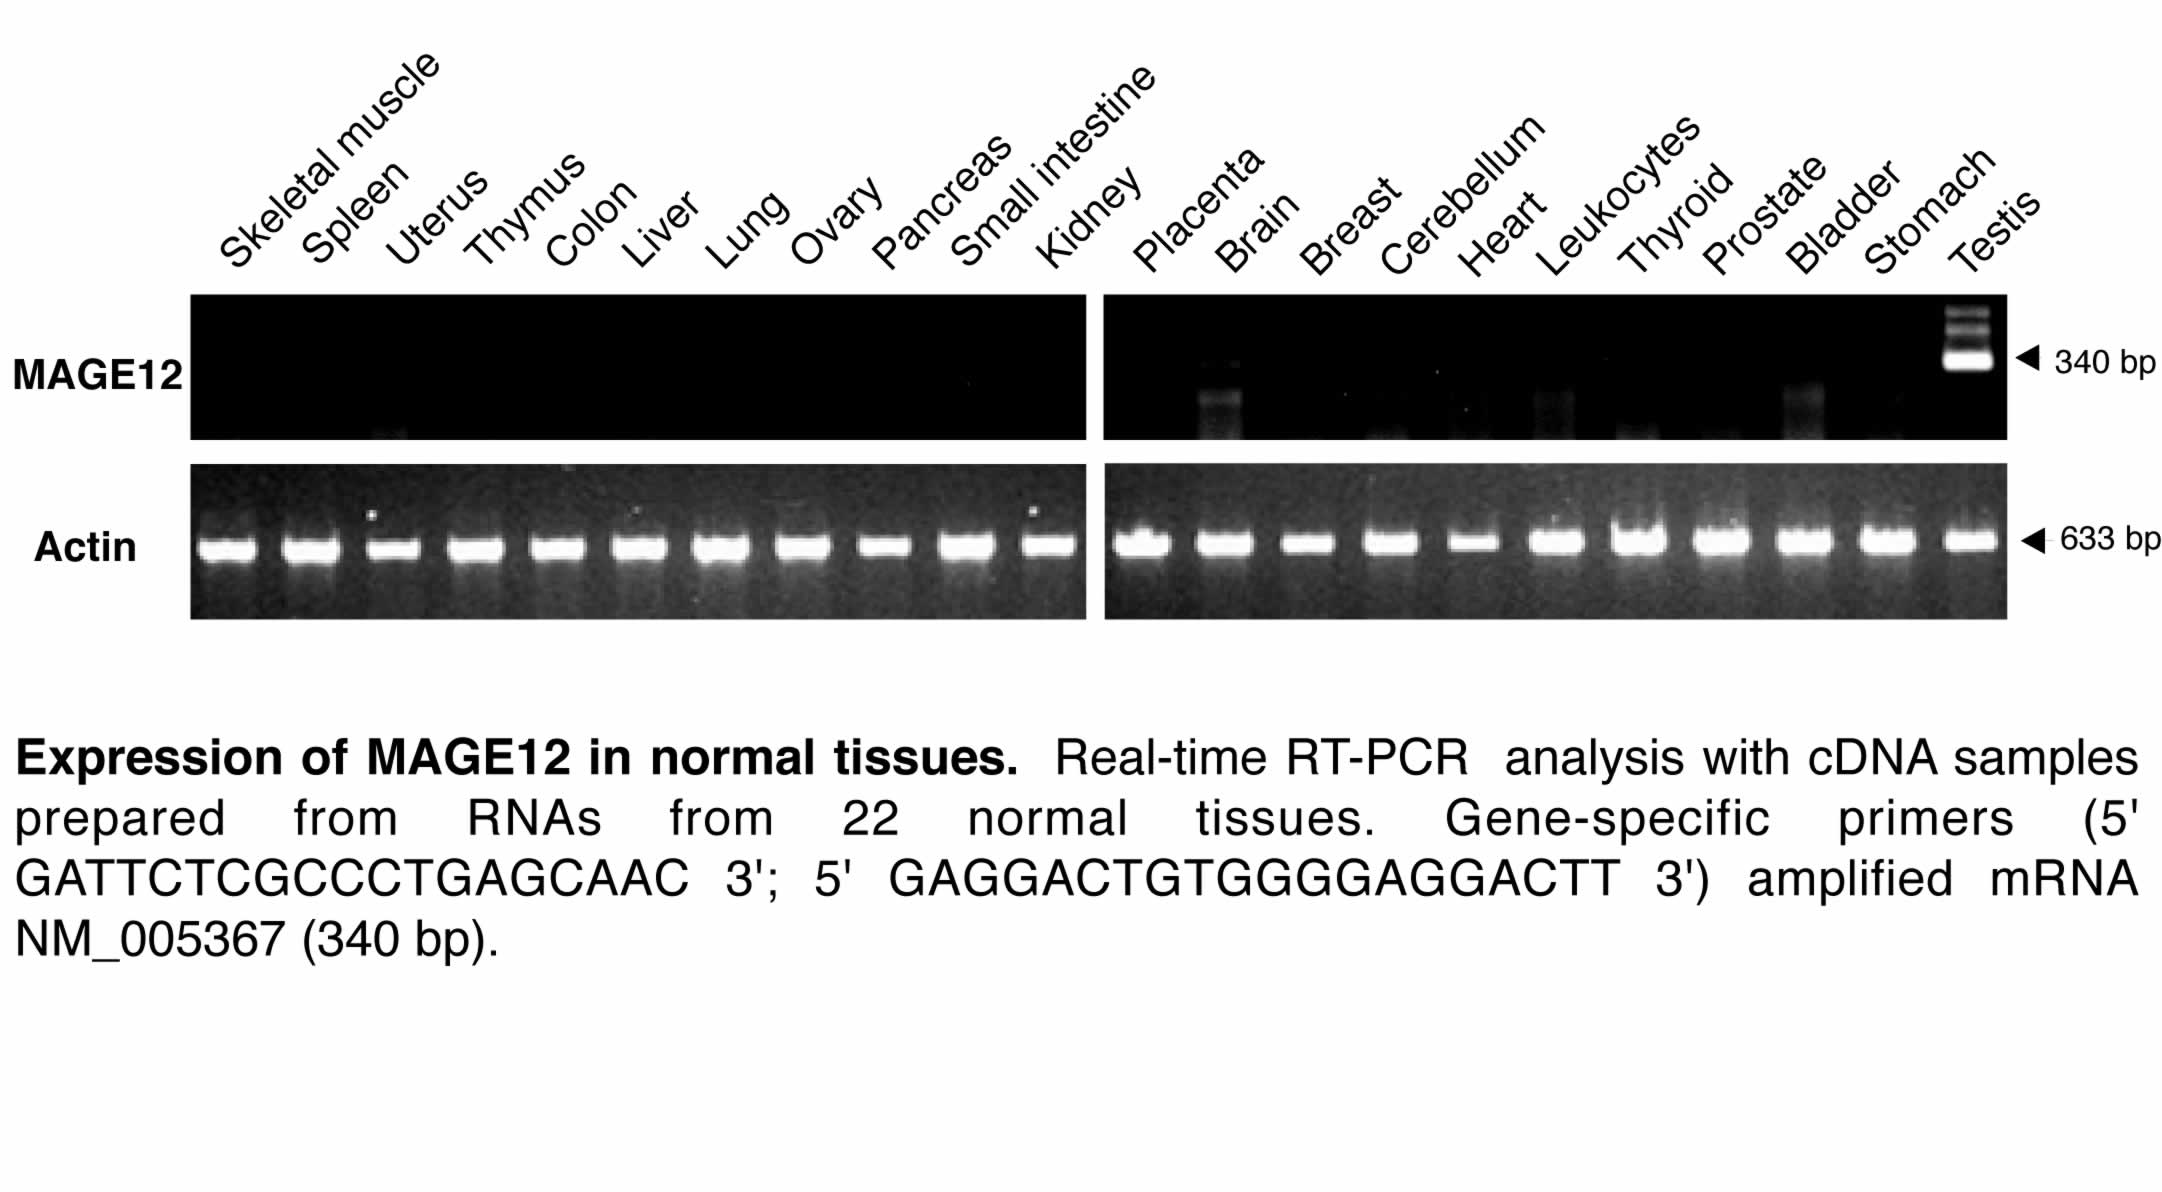 Skeletal muscle
Spleen
Uterus
Thymus
Colon
Liver
Lung
Ovary
Pancreas
Small intestine
Kidney
Placenta
Brain
Breast
Cerebellum
Heart
Leukocytes
Thyroid
Prostate
Bladder
Stomach
Testis
MAGE12
340 bp
Actin
633 bp
Expression of MAGE12 in normal tissues. Real-time RT-PCR analysis with cDNA samples
prepared from RNAs from 22 normal tissues. Gene-specific primers (5'
GATTCTCGCCCTGAGCAAC 3'; 5' GAGGACTGTGGGGAGGACTT 3') amplified mRNA
NM_005367 (340 bp).